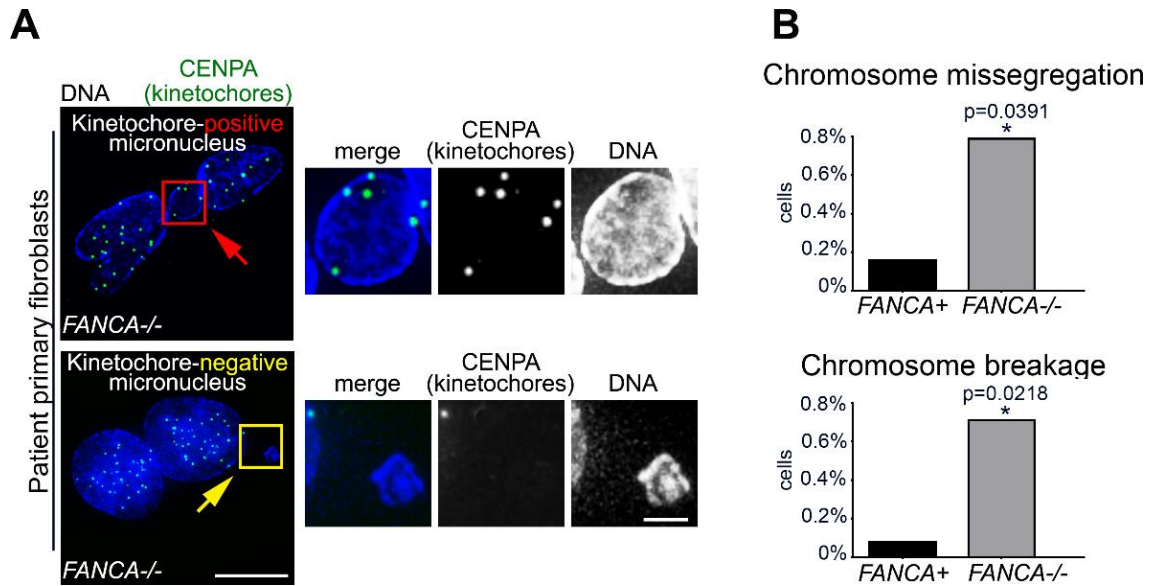 A
DNA
CENPA
(kinetochores)
Patient primary fibroblasts
Kinetochore-positive
micronucleus
FANCA-/-
merge
CENPA
(kinetochores)
DNA
Kinetochore-negative
micronucleus
FANCA-/-
merge
CENPA
(kinetochores)
DNA
B
Chromosome missegregation
p=0.0391
*
0.8%
0.6%
0.4%
0.2%
0%
cells
FANCA+
FANCA-/-
Chromosome breakage
p=0.0218
*
0.8%
0.6%
0.4%
0.2%
0%
cells
FANCA+
FANCA-/-